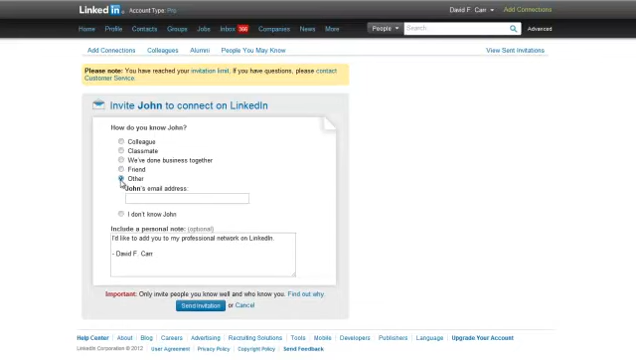 LinkedIn Account Type: Pro
David F. Carr Add Connections
Home Profile Contacts Groups Jobs Inbox Companies News More People Search Advanced
Add Connections Colleagues Alumni People You May Know View Sent Invitations
Please note: You have reached your invitation limit. If you have questions, please contact
Customer Service.
Invite John to connect on LinkedIn
How do you know John?
Colleague
Classmate
We've done business together
Friend
Other
John's email address:
I don't know John
Include a personal note: (optional)
I'd like to add you to my professional network on LinkedIn.
- David F. Carr
Important: Only invite people you know well and who know you. Find out why.
Send Invitation or Cancel
Help Center About Blog Careers Advertising Recruiting Solutions Tools Mobile Developers Publishers Language Upgrade Your Account
LinkedIn Corporation © 2012 User Agreement Privacy Policy Copyright Policy Send Feedback